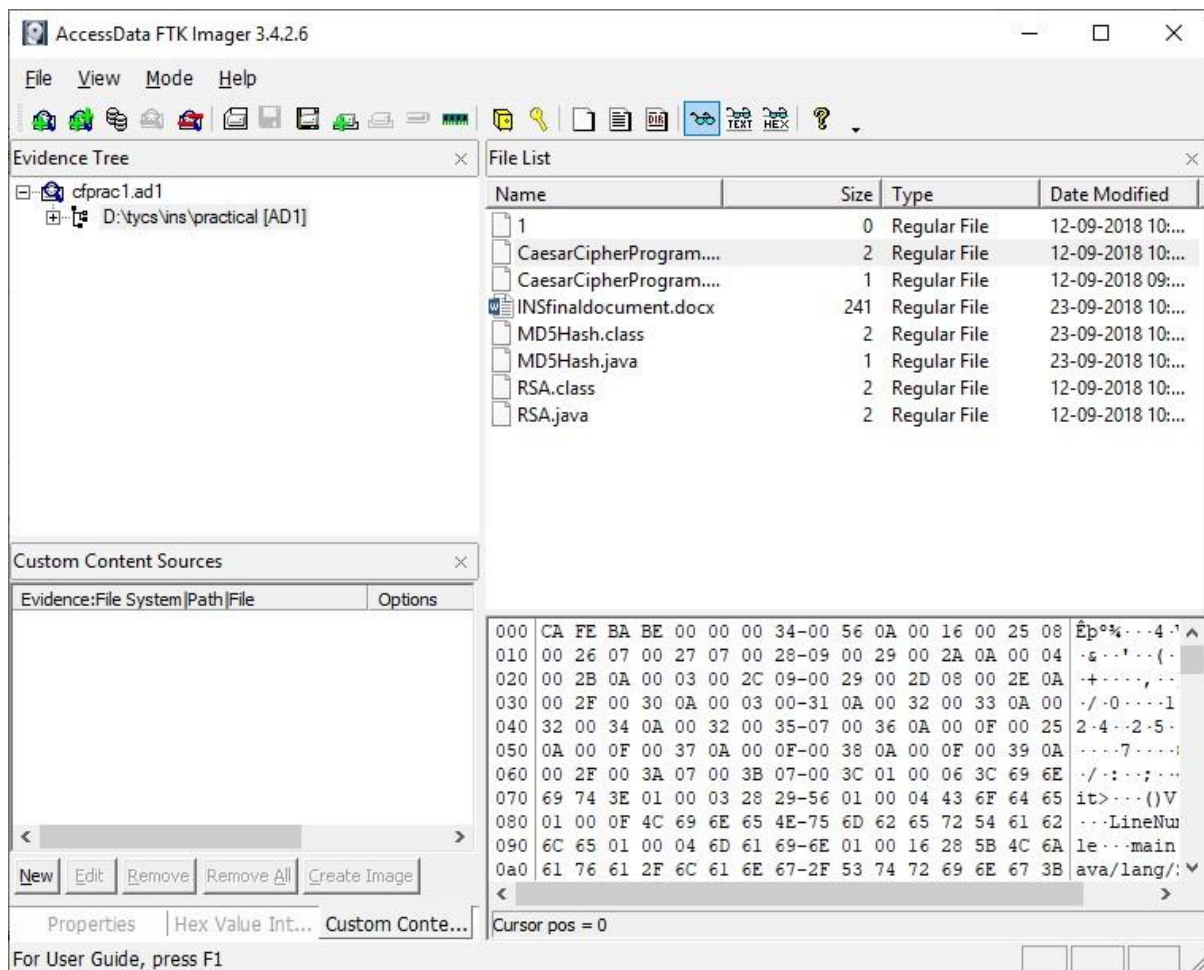 AccessData FTK Imager 3.4.2.6
File View Mode Help
Evidence Tree
cfprac1.ad1
D:\tycs\ins\practical [AD1]
File List
Name Size Type Date Modified
1 0 Regular File 12-09-2018 10:...
CaesarCipherProgram.... 2 Regular File 12-09-2018 10:...
CaesarCipherProgram.... 1 Regular File 12-09-2018 09:...
INSfinaldocument.docx 241 Regular File 23-09-2018 10:...
MD5Hash.class 2 Regular File 23-09-2018 10:...
MD5Hash.java 1 Regular File 23-09-2018 10:...
RSA.class 2 Regular File 12-09-2018 10:...
RSA.java 2 Regular File 12-09-2018 10:...
Custom Content Sources
Evidence:File System|Path|File Options
New Edit Remove Remove All Create Image
Properties Hex Value Int... Custom Conte...
000 CA FE BA BE 00 00 00 34-00 56 0A 00 16 00 25 08 Êþº¾···4·
010 00 26 07 00 27 07 00 28-09 00 29 00 2A 0A 00 04 ·&··'··(·
020 00 2B 0A 00 03 00 2C 09-00 29 00 2D 08 00 2E 0A ·+····,··
030 00 2F 00 30 0A 00 03 00-31 0A 00 32 00 33 0A 00 ·/·0····1
040 32 00 34 0A 00 32 00 35-07 00 36 0A 00 0F 00 25 2·4··2·5·
050 0A 00 0F 00 37 0A 00 0F-00 38 0A 00 0F 00 39 0A ····7····
060 00 2F 00 3A 07 00 3B 07-00 3C 01 00 06 3C 69 6E ·/·:··;··
070 69 74 3E 01 00 03 28 29-56 01 00 04 43 6F 64 65 it>···()V
080 01 00 0F 4C 69 6E 65 4E-75 6D 62 65 72 54 61 62 ···LineNu
090 6C 65 01 00 04 6D 61 69-6E 01 00 16 28 5B 4C 6A le···main
0a0 61 76 61 2F 6C 61 6E 67-2F 53 74 72 69 6E 67 3B ava/lang/
Cursor pos = 0
For User Guide, press F1